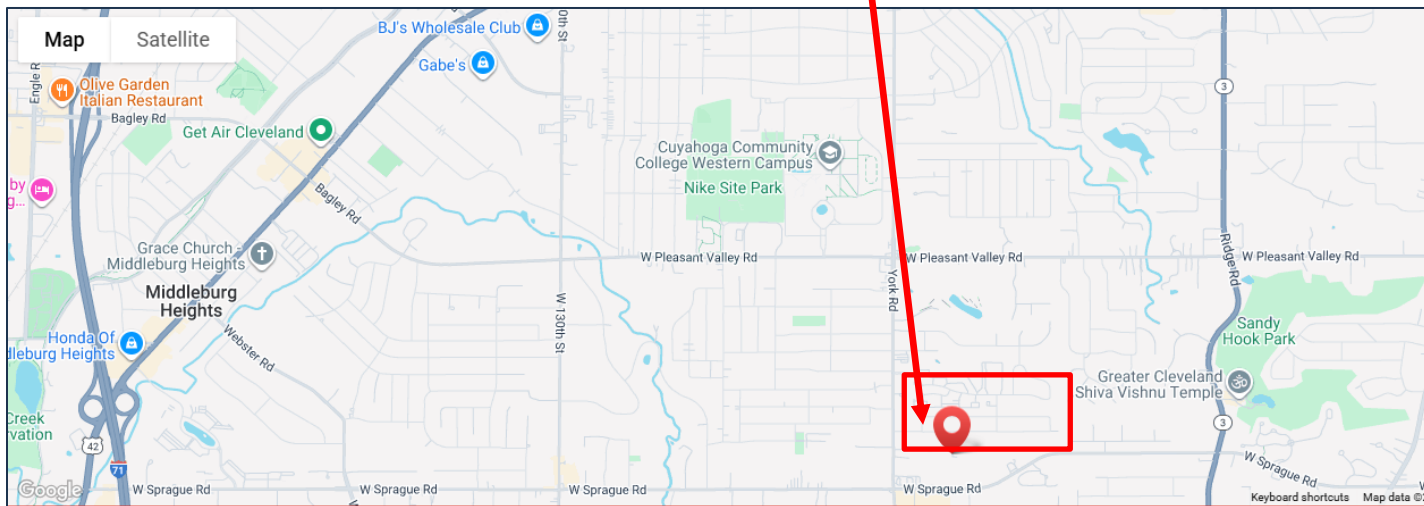 Map
Satellite
BJ's Wholesale Club
Gabe's
Olive Garden
Italian Restaurant
Engle R
Bagley Rd
Get Air Cleveland
0th St
3
Cuyahoga Community
College Western Campus
Nike Site Park
by
g...
Bagley Rd
Grace Church -
Middleburg Heights
W Pleasant Valley Rd
W Pleasant Valley Rd
W Pleasant Valley Rd
Ridge Rd
York Rd
Middleburg
Heights
W 130th St
Honda Of
dleburg Heights
Webster Rd
Sandy
Hook Park
Greater Cleveland
Shiva Vishnu Temple
Creek
rvation
42
71
3
W Sprague Rd
W Sprague Rd
W Sprague Rd
W Sprague Rd
W Sprague Rd
Google
Keyboard shortcuts
Map data ©2